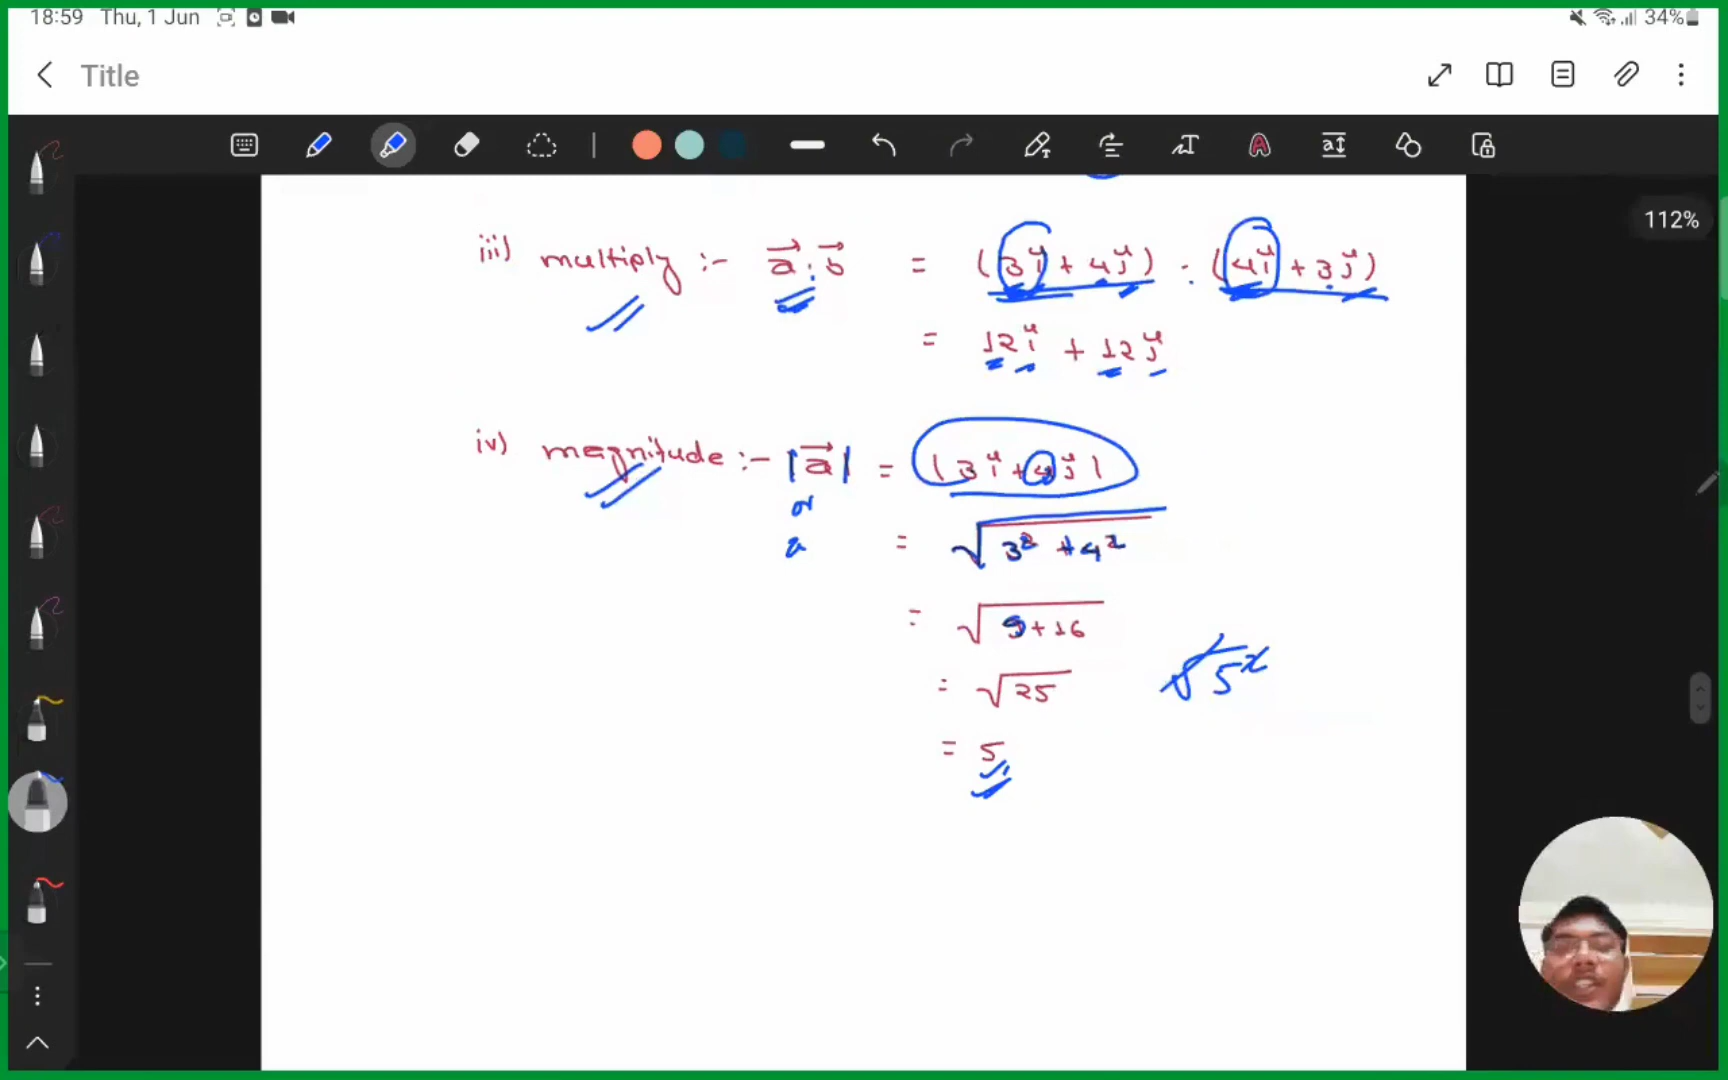 18:59 Thu, 1 Jun 34%
Title
112%
iii) multiply :- a⃗ . b⃗ = (3î + 4ĵ) . (4î + 3ĵ)
= 12î + 12ĵ
iv) magnitude :- |a⃗| = |3î + 4ĵ|
or
a = √3² + 4²
= √9 + 16
= √25 √5²
= 5